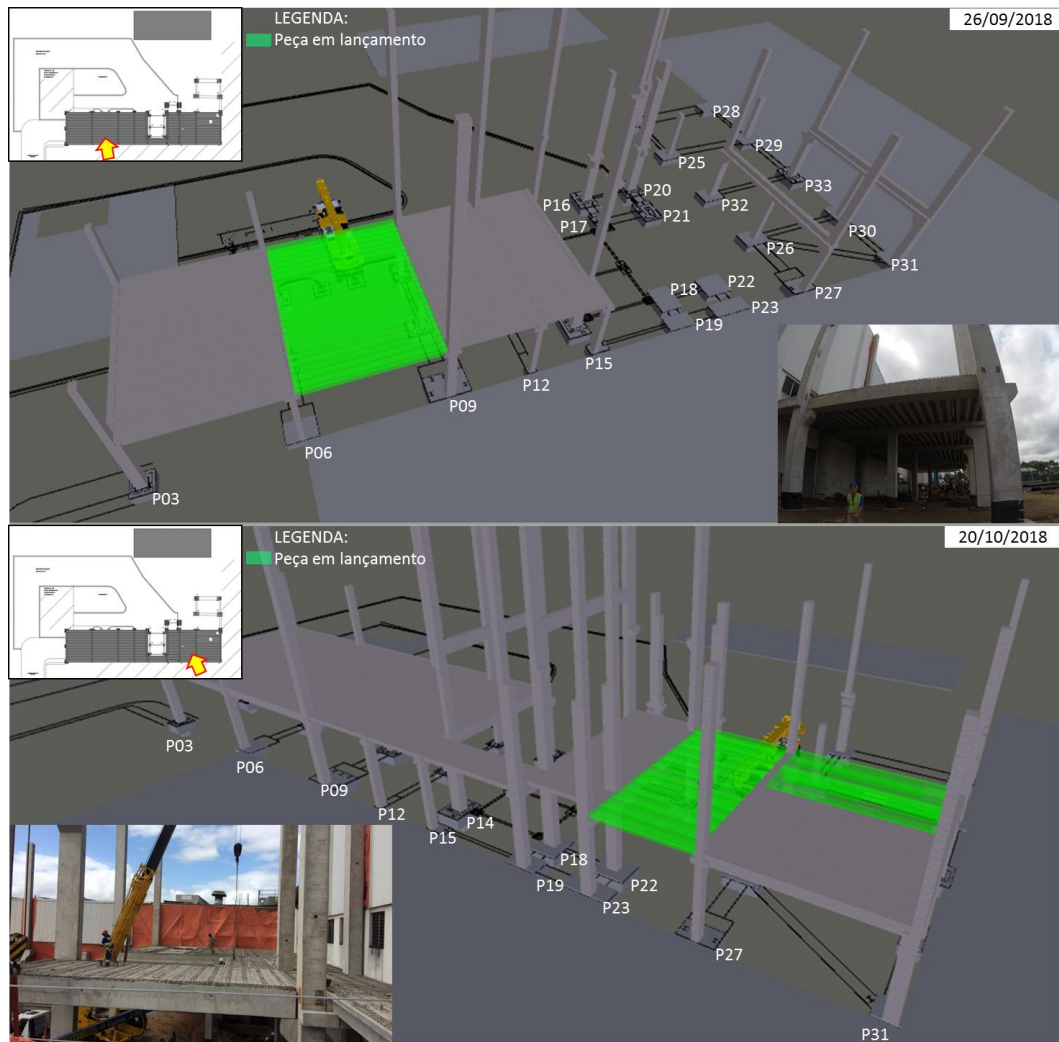 LEGENDA:
Peça em lançamento
26/09/2018
P28
P29
P25
P33
P20
P32
P16
P21
P17
P30
P26
P31
P22
P27
P18
P23
P19
P15
P12
P09
P06
P03
LEGENDA:
Peça em lançamento
20/10/2018
P03
P06
P09
P12
P14
P15
P18
P19
P22
P23
P27
P31